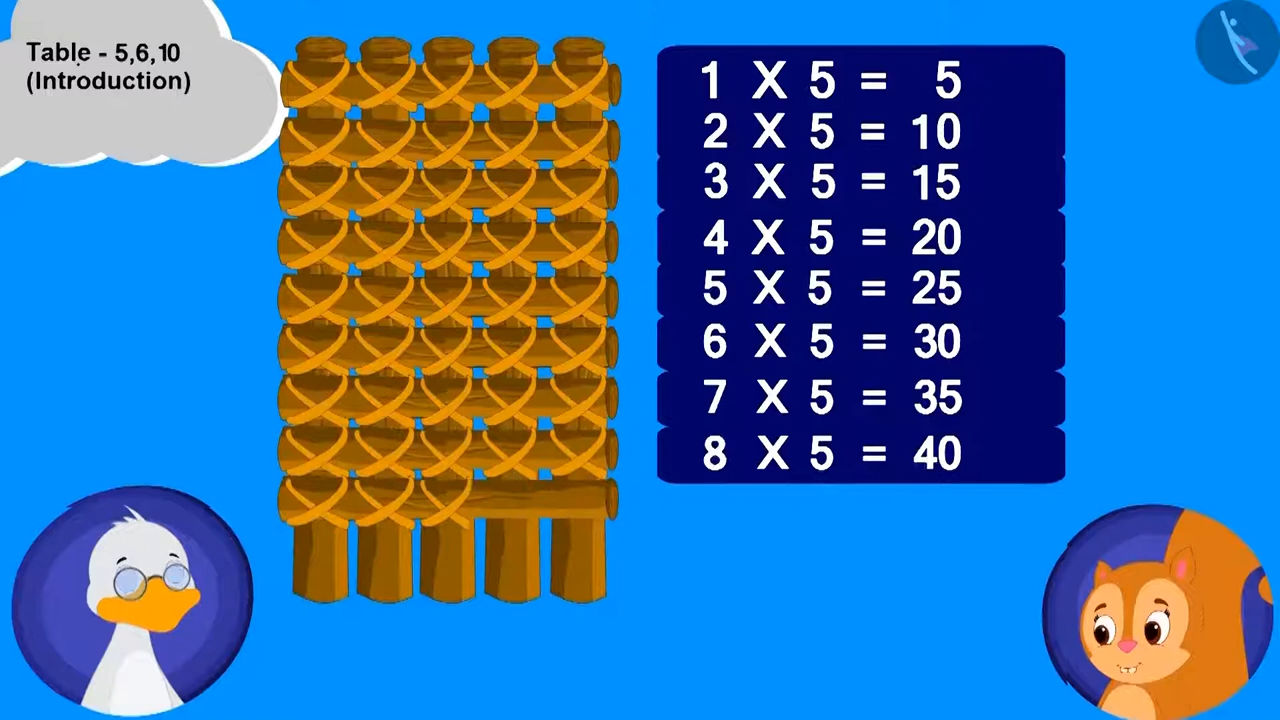 Table - 5,6,10
(Introduction)
1 X 5 = 5
2 X 5 = 10
3 X 5 = 15
4 X 5 = 20
5 X 5 = 25
6 X 5 = 30
7 X 5 = 35
8 X 5 = 40